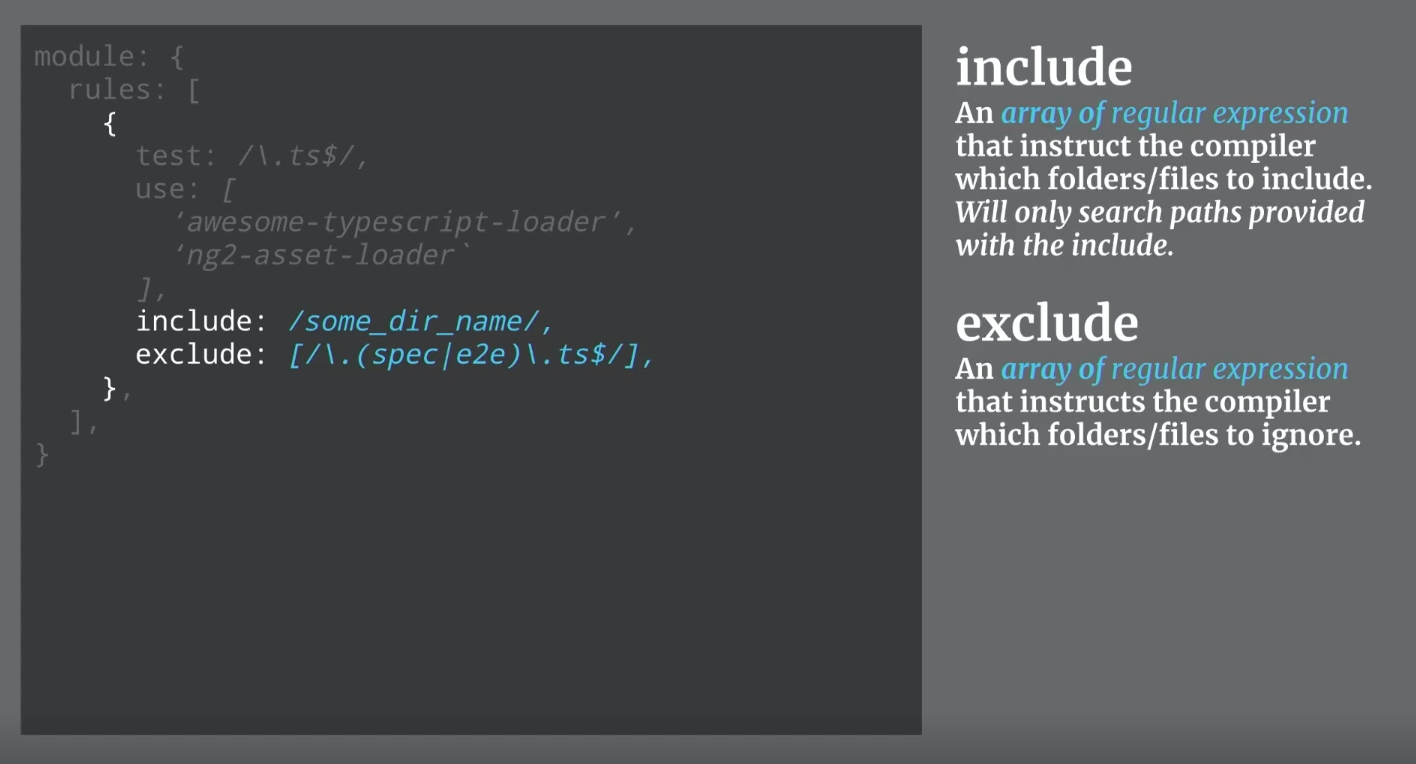 module: {
rules: [
{
test: /\.ts$/,
use: [
‘awesome-typescript-loader’,
‘ng2-asset-loader`
],
include: /some_dir_name/,
exclude: [/\.(spec|e2e)\.ts$/],
},
],
}
include
An array of regular expression
that instruct the compiler
which folders/files to include.
Will only search paths provided
with the include.
exclude
An array of regular expression
that instructs the compiler
which folders/files to ignore.